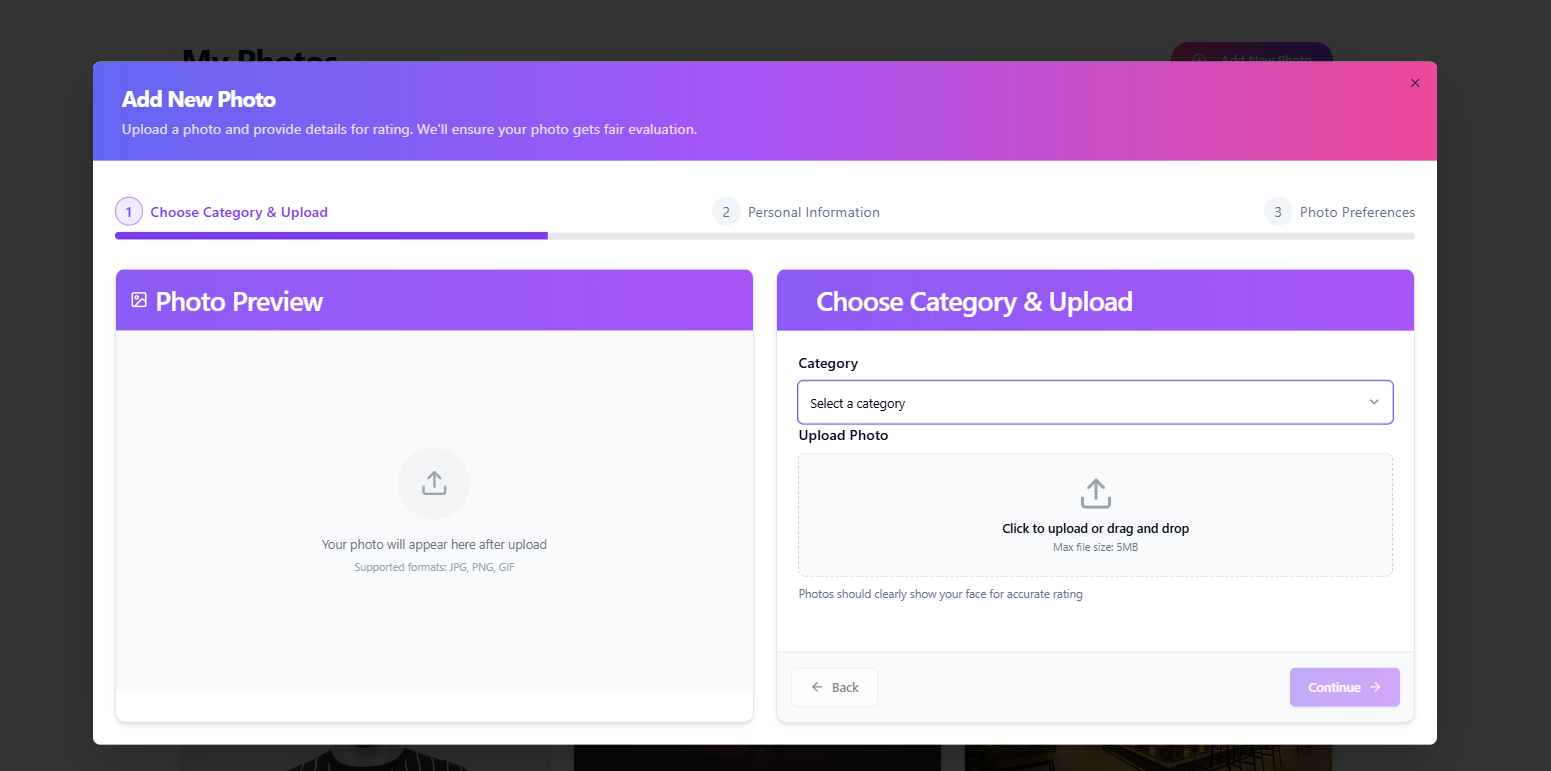 My Photos
Add New Photo
Add New Photo
Upload a photo and provide details for rating. We'll ensure your photo gets fair evaluation.
1 Choose Category & Upload
2 Personal Information
3 Photo Preferences
Photo Preview
Your photo will appear here after upload
Supported formats: JPG, PNG, GIF
Choose Category & Upload
Category
Select a category
Upload Photo
Click to upload or drag and drop
Max file size: 5MB
Photos should clearly show your face for accurate rating
Back
Continue